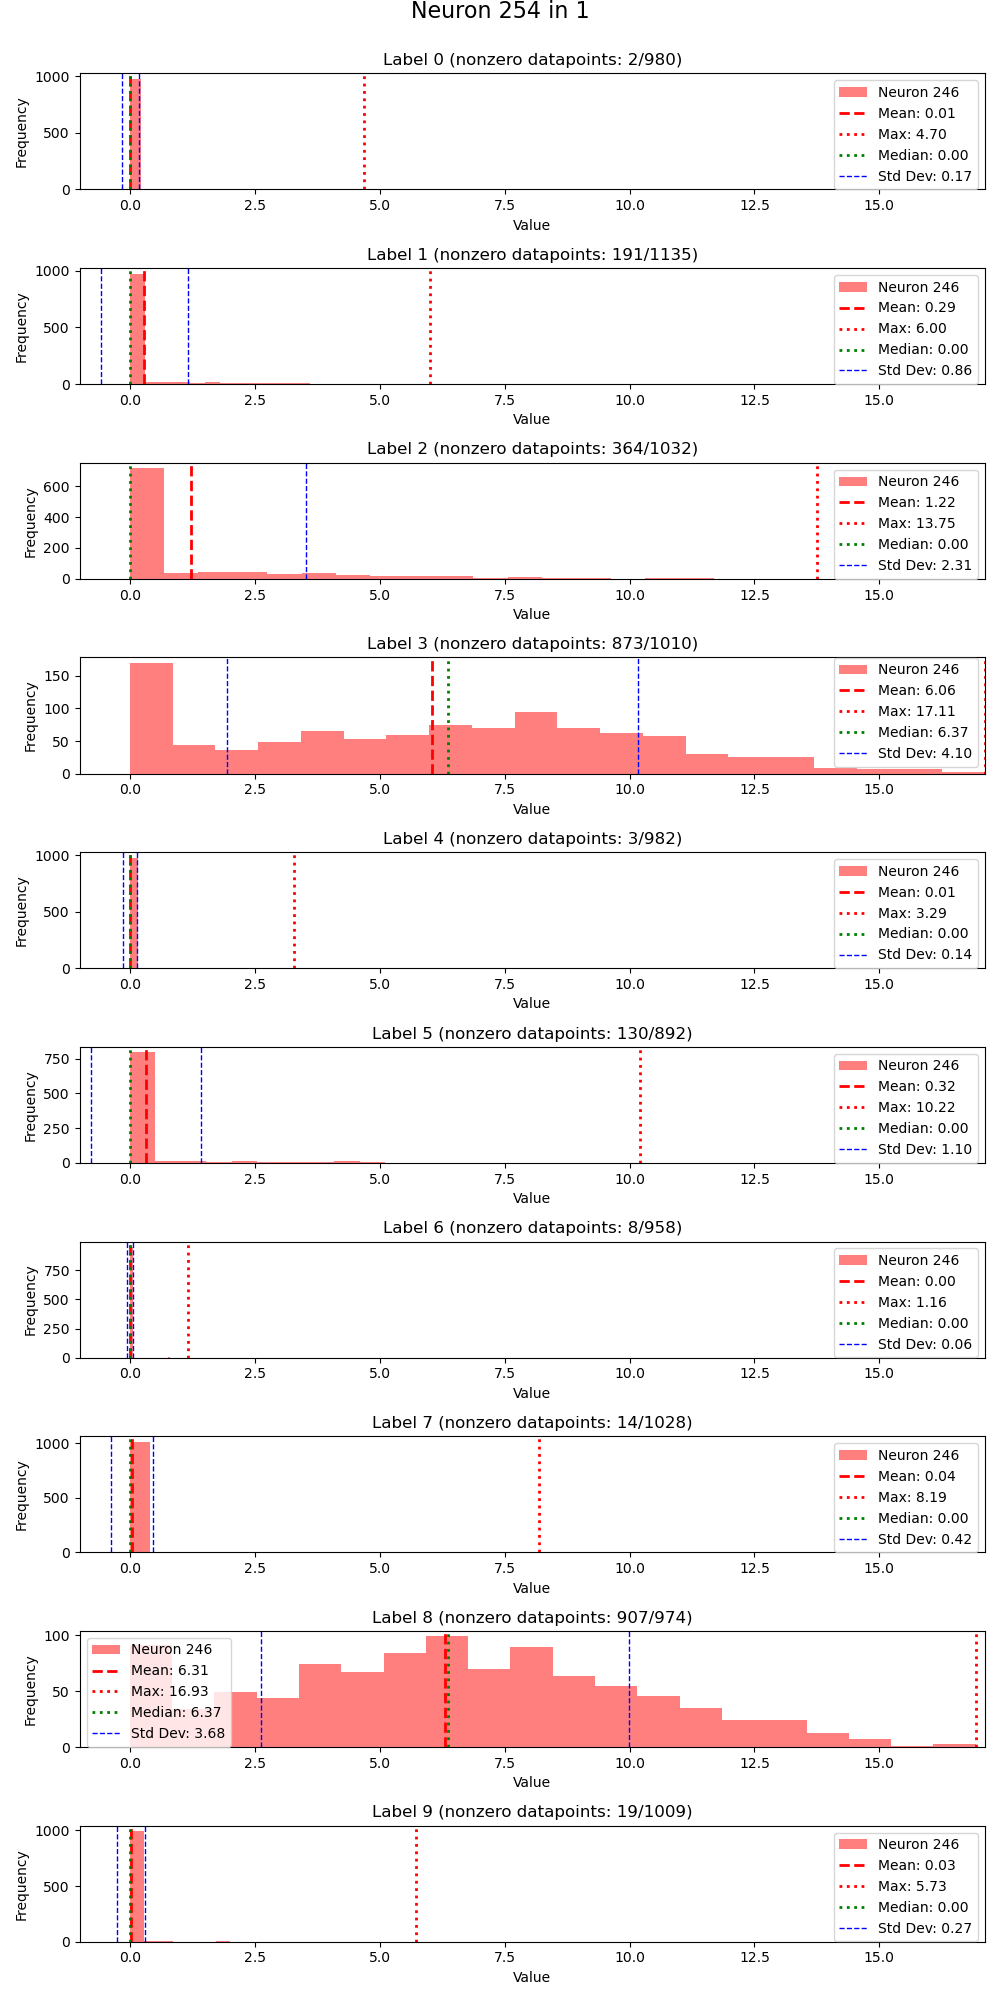 Neuron 254 in 1
Label 0 (nonzero datapoints: 2/980)
Frequency
1000
500
0
Neuron 246
Mean: 0.01
Max: 4.70
Median: 0.00
Std Dev: 0.17
0.0 2.5 5.0 7.5 10.0 12.5 15.0
Value
Label 1 (nonzero datapoints: 191/1135)
Frequency
1000
500
0
Neuron 246
Mean: 0.29
Max: 6.00
Median: 0.00
Std Dev: 0.86
0.0 2.5 5.0 7.5 10.0 12.5 15.0
Value
Label 2 (nonzero datapoints: 364/1032)
Frequency
600
400
200
0
Neuron 246
Mean: 1.22
Max: 13.75
Median: 0.00
Std Dev: 2.31
0.0 2.5 5.0 7.5 10.0 12.5 15.0
Value
Label 3 (nonzero datapoints: 873/1010)
Frequency
150
100
50
0
Neuron 246
Mean: 6.06
Max: 17.11
Median: 6.37
Std Dev: 4.10
0.0 2.5 5.0 7.5 10.0 12.5 15.0
Value
Label 4 (nonzero datapoints: 3/982)
Frequency
1000
500
0
Neuron 246
Mean: 0.01
Max: 3.29
Median: 0.00
Std Dev: 0.14
0.0 2.5 5.0 7.5 10.0 12.5 15.0
Value
Label 5 (nonzero datapoints: 130/892)
Frequency
750
500
250
0
Neuron 246
Mean: 0.32
Max: 10.22
Median: 0.00
Std Dev: 1.10
0.0 2.5 5.0 7.5 10.0 12.5 15.0
Value
Label 6 (nonzero datapoints: 8/958)
Frequency
750
500
250
0
Neuron 246
Mean: 0.00
Max: 1.16
Median: 0.00
Std Dev: 0.06
0.0 2.5 5.0 7.5 10.0 12.5 15.0
Value
Label 7 (nonzero datapoints: 14/1028)
Frequency
1000
500
0
Neuron 246
Mean: 0.04
Max: 8.19
Median: 0.00
Std Dev: 0.42
0.0 2.5 5.0 7.5 10.0 12.5 15.0
Value
Label 8 (nonzero datapoints: 907/974)
Frequency
100
50
0
Neuron 246
Mean: 6.31
Max: 16.93
Median: 6.37
Std Dev: 3.68
0.0 2.5 5.0 7.5 10.0 12.5 15.0
Value
Label 9 (nonzero datapoints: 19/1009)
Frequency
1000
500
0
Neuron 246
Mean: 0.03
Max: 5.73
Median: 0.00
Std Dev: 0.27
0.0 2.5 5.0 7.5 10.0 12.5 15.0
Value